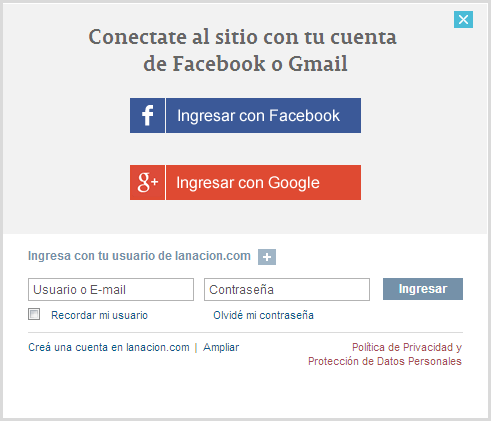 Conectate al sitio con tu cuenta
de Facebook o Gmail
f Ingresar con Facebook
g+ Ingresar con Google
Ingresa con tu usuario de lanacion.com +
Usuario o E-mail Contraseña Ingresar
Recordar mi usuario Olvidé mi contraseña
Creá una cuenta en lanacion.com | Ampliar
Política de Privacidad y
Protección de Datos Personales